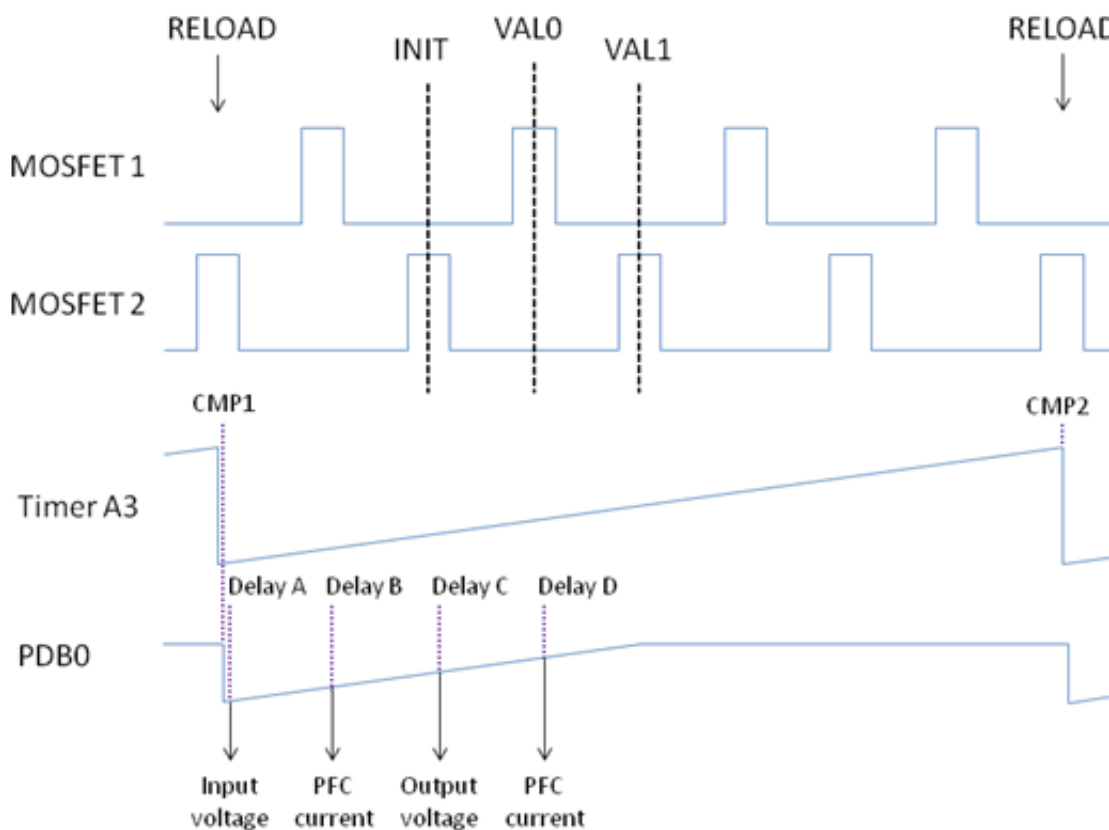 RELOAD
INIT
VAL0
VAL1
RELOAD
MOSFET 1
MOSFET 2
CMP1
CMP2
Timer A3
Delay A
Delay B
Delay C
Delay D
PDB0
Input
voltage
PFC
current
Output
voltage
PFC
current